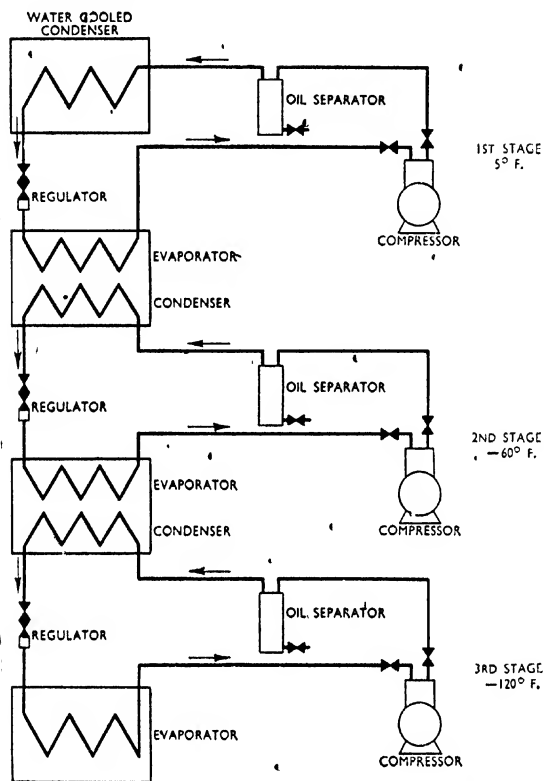 WATER COOLED
CONDENSER
OIL SEPARATOR
1ST STAGE
5° F.
REGULATOR
COMPRESSOR
EVAPORATOR
CONDENSER
OIL SEPARATOR
REGULATOR
2ND STAGE
—60° F.
EVAPORATOR
COMPRESSOR
CONDENSER
OIL SEPARATOR
REGULATOR
3RD STAGE
—120° F.
EVAPORATOR
COMPRESSOR